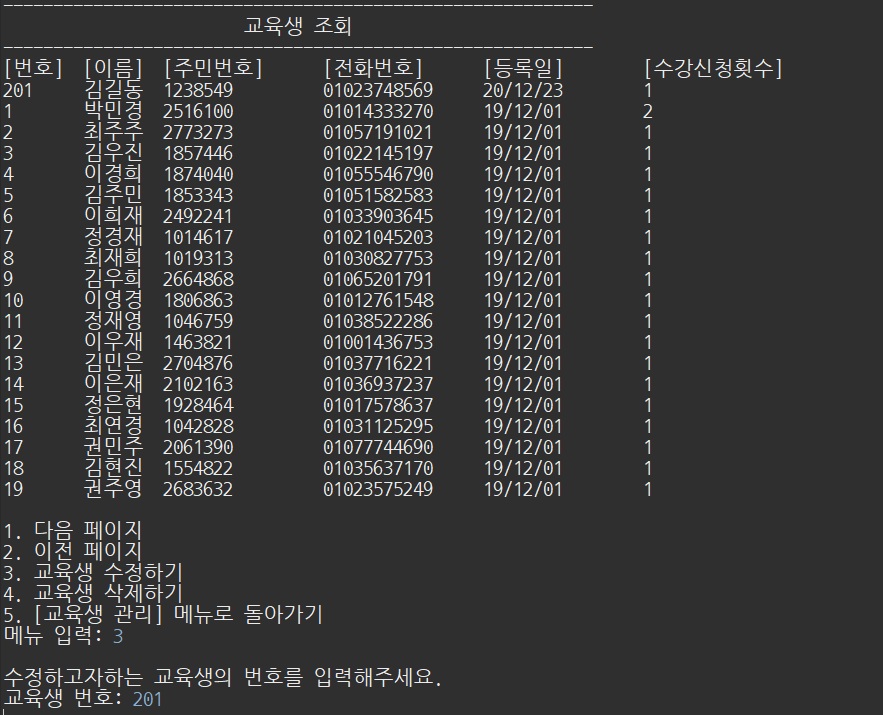 ------------------------------------------------------------
교육생 조회
------------------------------------------------------------
[번호] [이름] [주민번호] [전화번호] [등록일] [수강신청횟수]
201 김길동 1238549 01023748569 20/12/23 1
1 박민경 2516100 01014333270 19/12/01 2
2 최주주 2773273 01057191021 19/12/01 1
3 김우진 1857446 01022145197 19/12/01 1
4 이경희 1874040 01055546790 19/12/01 1
5 김주민 1853343 01051582583 19/12/01 1
6 이희재 2492241 01033903645 19/12/01 1
7 정경재 1014617 01021045203 19/12/01 1
8 최재희 1019313 01030827753 19/12/01 1
9 김우희 2664868 01065201791 19/12/01 1
10 이영경 1806863 01012761548 19/12/01 1
11 정재영 1046759 01038522286 19/12/01 1
12 이우재 1463821 01001436753 19/12/01 1
13 김민은 2704876 01037716221 19/12/01 1
14 이은재 2102163 01036937237 19/12/01 1
15 정은현 1928464 01017578637 19/12/01 1
16 최연경 1042828 01031125295 19/12/01 1
17 권민주 2061390 01077744690 19/12/01 1
18 김현진 1554822 01035637170 19/12/01 1
19 권주영 2683632 01023575249 19/12/01 1
1. 다음 페이지
2. 이전 페이지
3. 교육생 수정하기
4. 교육생 삭제하기
5. [교육생 관리] 메뉴로 돌아가기
메뉴 입력: 3
수정하고자하는 교육생의 번호를 입력해주세요.
교육생 번호: 201